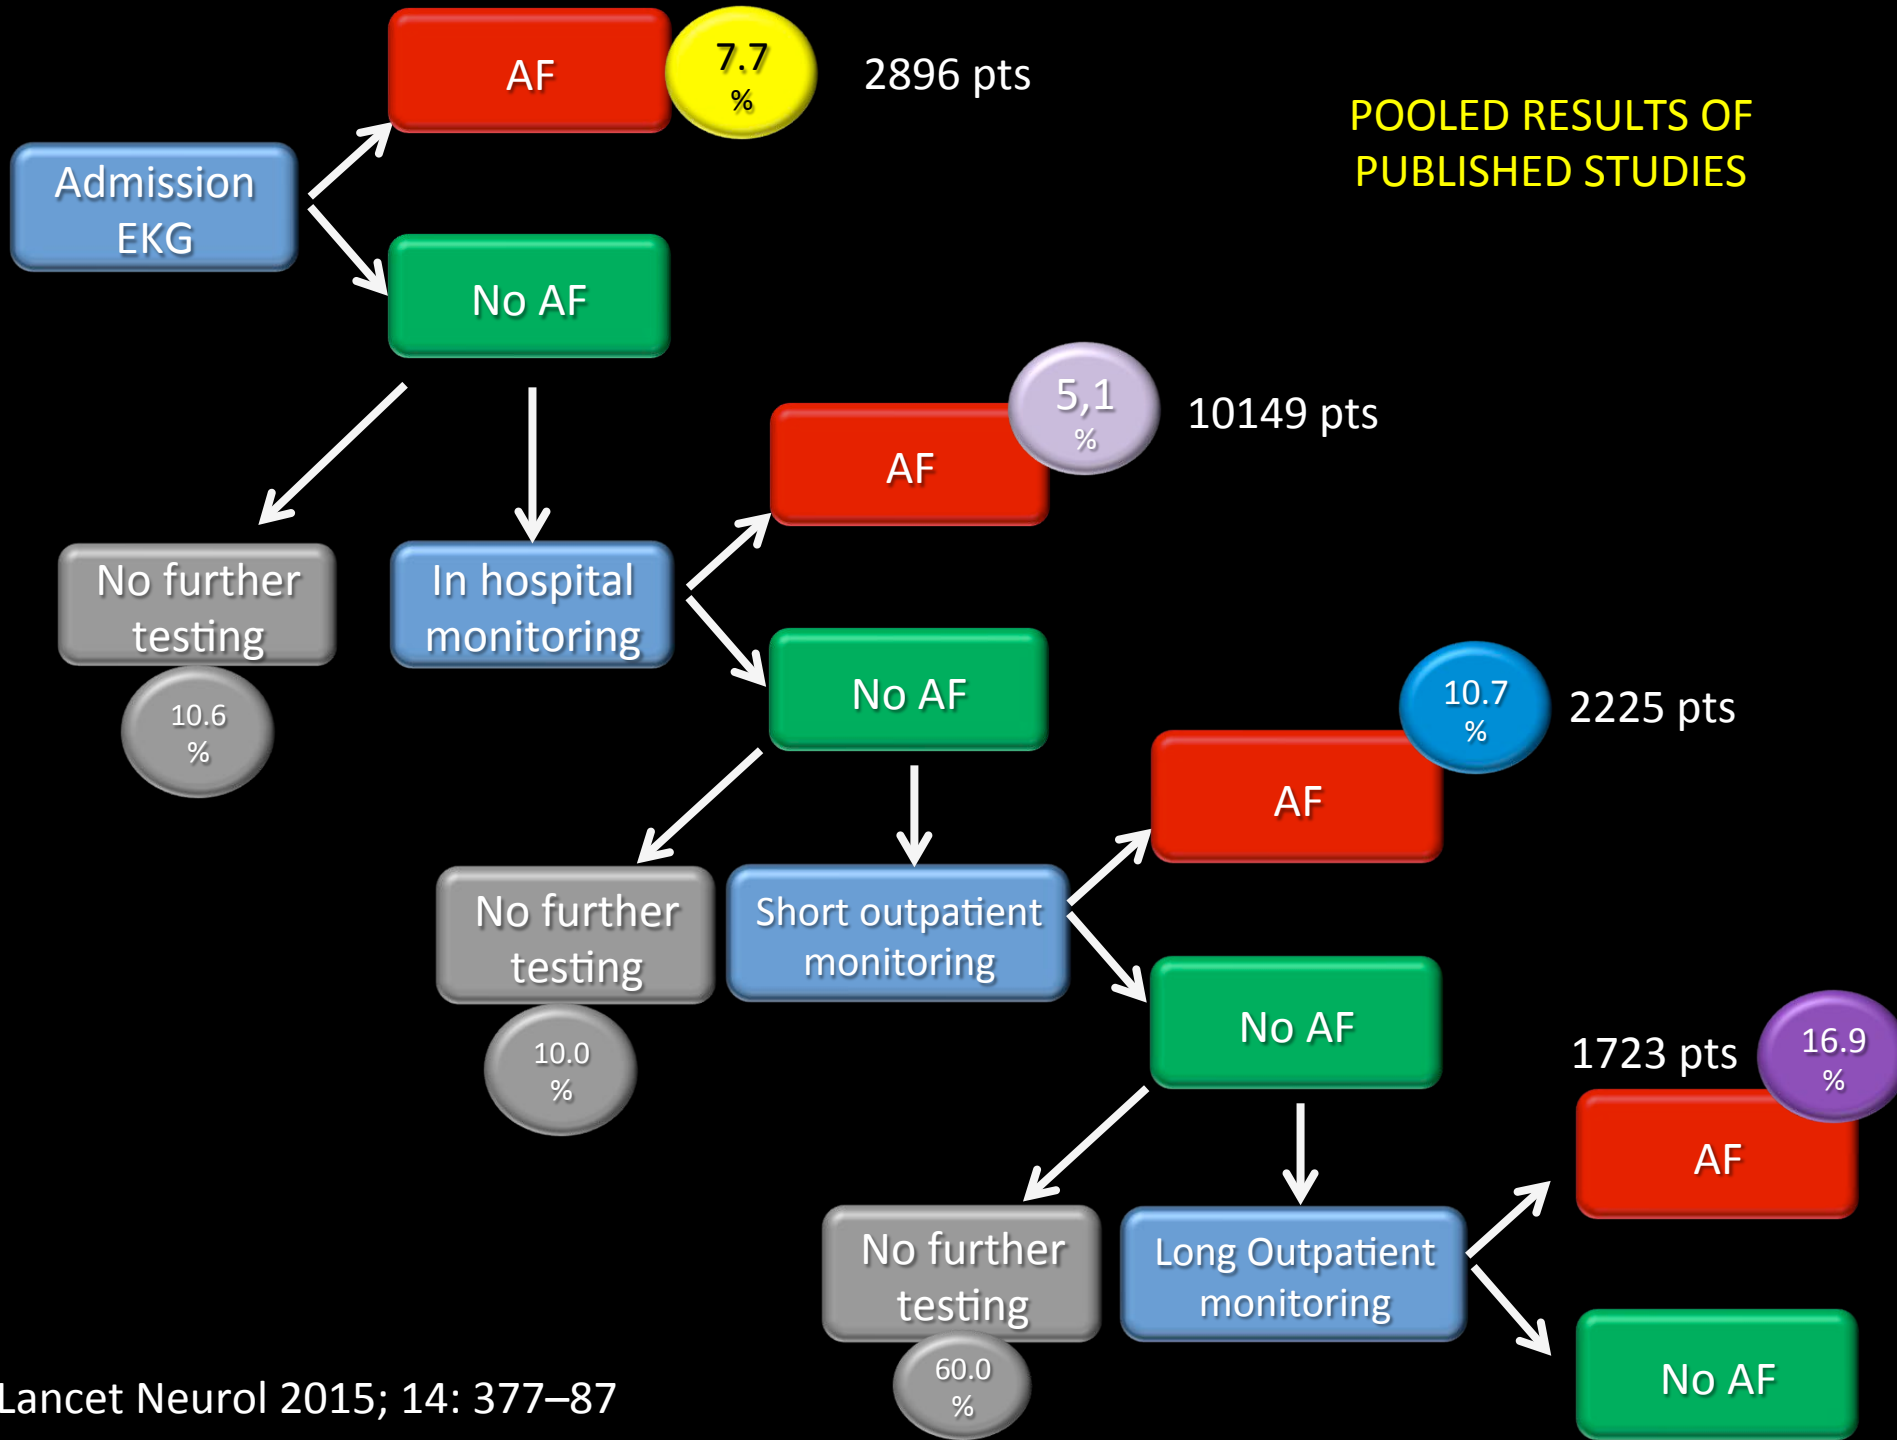 AF
7.7
%
2896 pts
POOLED RESULTS OF
PUBLISHED STUDIES
Admission
EKG
No AF
5,1
%
10149 pts
AF
No further
testing
10.6
%
In hospital
monitoring
No AF
10.7
%
2225 pts
AF
No further
testing
10.0
%
Short outpatient
monitoring
No AF
1723 pts
16.9
%
AF
No further
testing
60.0
%
Long Outpatient
monitoring
No AF
Lancet Neurol 2015; 14: 377–87